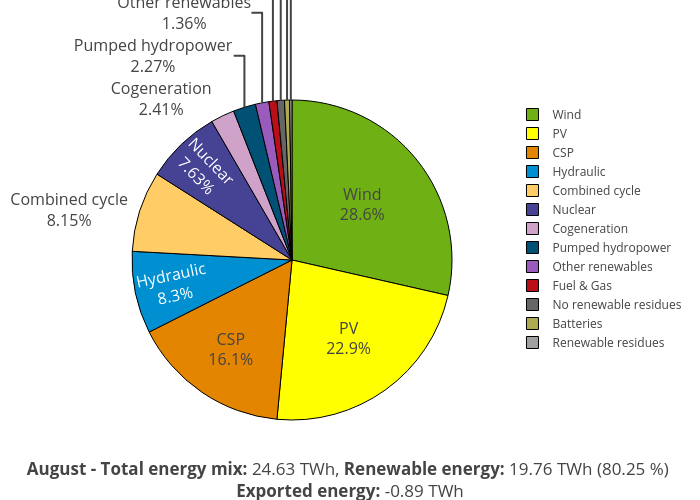 Other renewables
1.36%
Pumped hydropower
2.27%
Cogeneration
2.41%
Nuclear
7.63%
Combined cycle
8.15%
Hydraulic
8.3%
CSP
16.1%
PV
22.9%
Wind
28.6%
Wind
PV
CSP
Hydraulic
Combined cycle
Nuclear
Cogeneration
Pumped hydropower
Other renewables
Fuel & Gas
No renewable residues
Batteries
Renewable residues
August - Total energy mix: 24.63 TWh, Renewable energy: 19.76 TWh (80.25 %)
Exported energy: -0.89 TWh